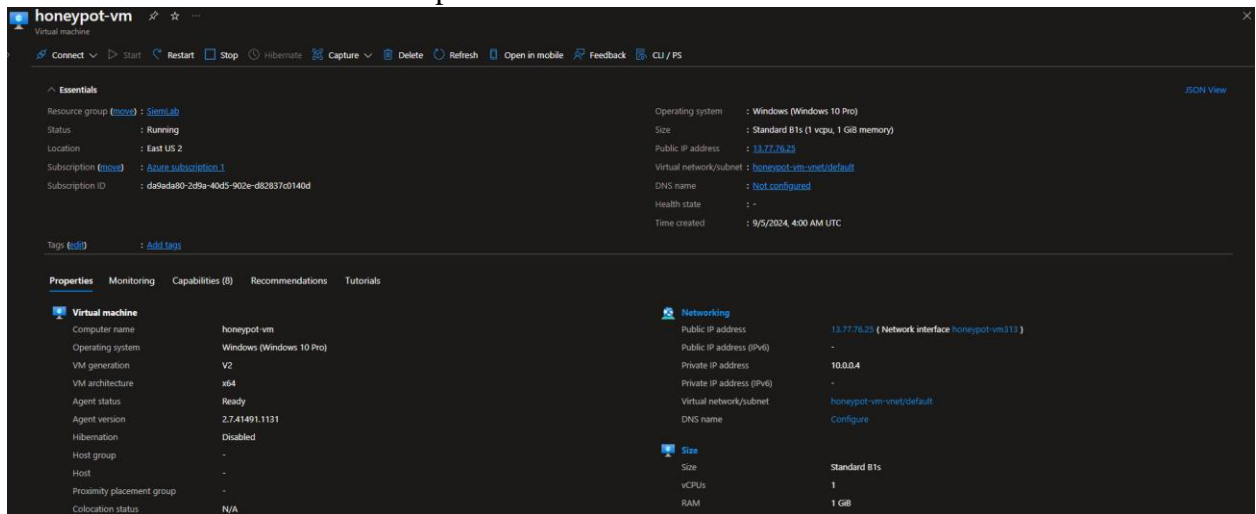 honeypot-vm
Virtual machine
Connect Start Restart Stop Hibernate Capture Delete Refresh Open in mobile Feedback CLI / PS
Essentials JSON View
Resource group (move) : SiemLab
Status : Running
Location : East US 2
Subscription (move) : Azure subscription 1
Subscription ID : da9ada80-2d9a-40d5-902e-d82837c0140d
Operating system : Windows (Windows 10 Pro)
Size : Standard B1s (1 vcpu, 1 GiB memory)
Public IP address : 13.77.76.25
Virtual network/subnet : honeypot-vm-vnet/default
DNS name : Not configured
Health state : -
Time created : 9/5/2024, 4:00 AM UTC
Tags (edit) : Add tags
Properties Monitoring Capabilities (8) Recommendations Tutorials
Virtual machine
Computer name honeypot-vm
Operating system Windows (Windows 10 Pro)
VM generation V2
VM architecture x64
Agent status Ready
Agent version 2.7.41491.1131
Hibernation Disabled
Host group -
Host -
Proximity placement group -
Colocation status N/A
Networking
Public IP address 13.77.76.25 ( Network interface honeypot-vm313 )
Public IP address (IPv6) -
Private IP address 10.0.0.4
Private IP address (IPv6) -
Virtual network/subnet honeypot-vm-vnet/default
DNS name Configure
Size
Size Standard B1s
vCPUs 1
RAM 1 GiB